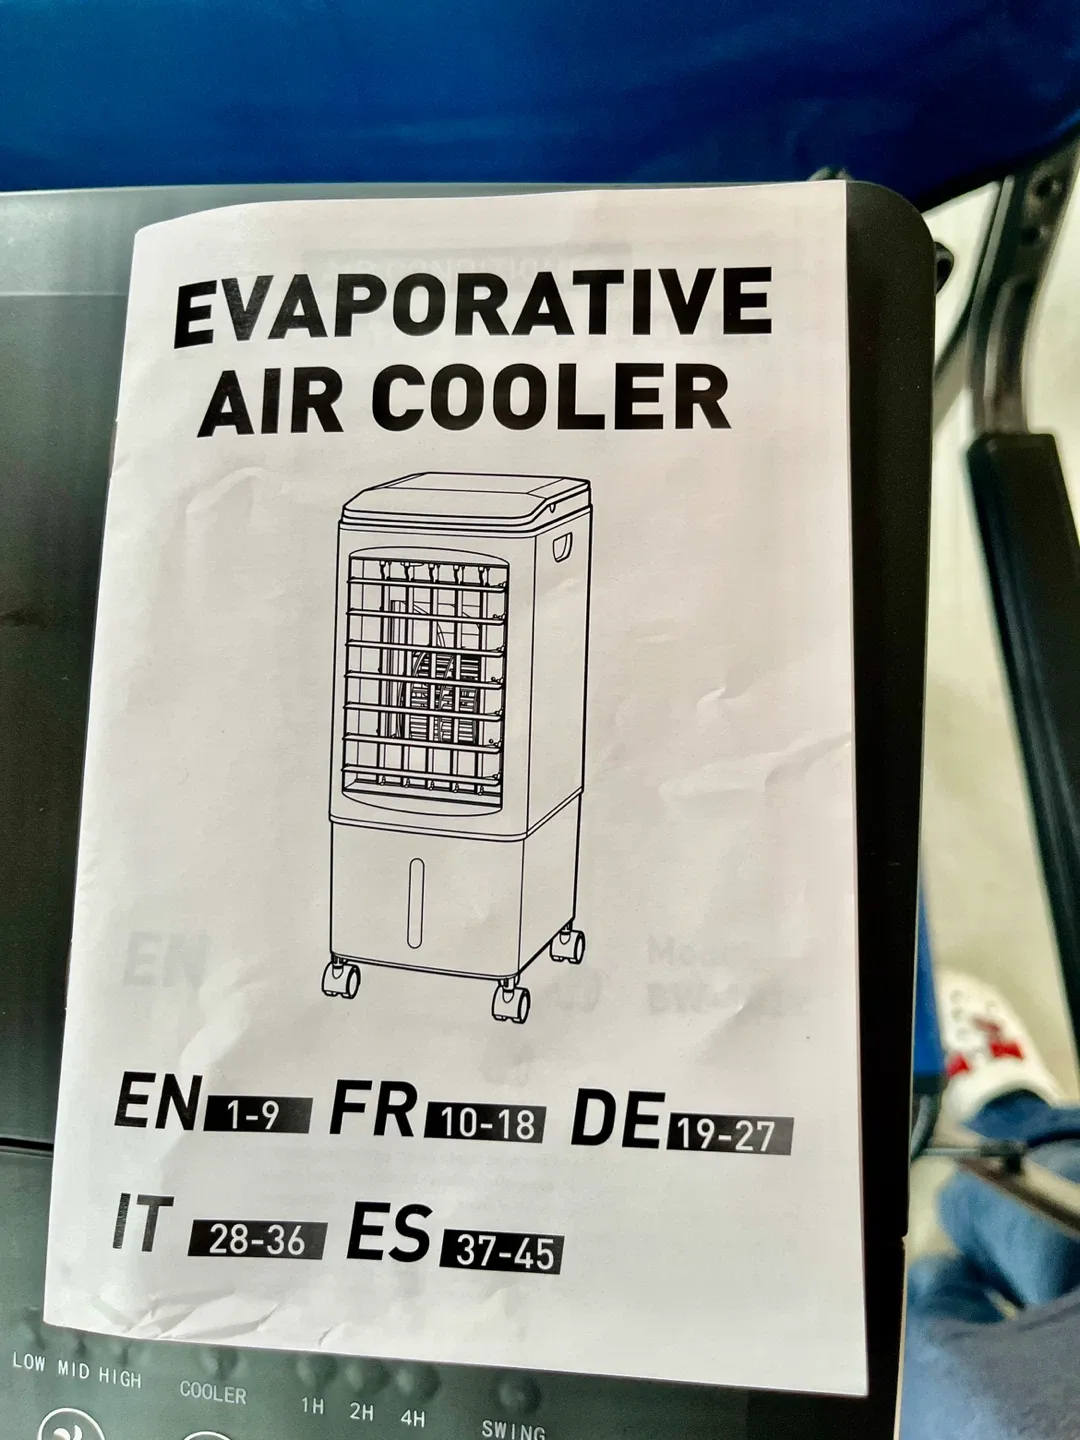 EVAPORATIVE
AIR COOLER
EN 1-9 FR 10-18 DE 19-27
IT 28-36 ES 37-45
LOW MID HIGH COOLER 1H 2H 4H SWING